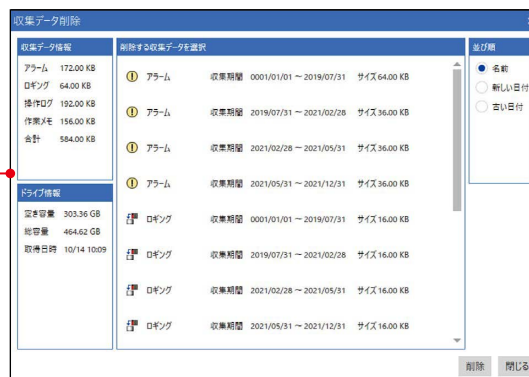 収集データ削除
収集データ情報
アラーム 172.00 KB
ロギング 64.00 KB
操作ログ 192.00 KB
作業メモ 156.00 KB
合計 584.00 KB
ドライブ情報
空き容量 303.36 GB
総容量 464.62 GB
取得日時 10/14 10:09
削除する収集データを選択
アラーム 収集期間 0001/01/01 ~ 2019/07/31 サイズ 64.00 KB
アラーム 収集期間 2019/07/31 ~ 2021/02/28 サイズ 36.00 KB
アラーム 収集期間 2021/02/28 ~ 2021/05/31 サイズ 36.00 KB
アラーム 収集期間 2021/05/31 ~ 2021/12/31 サイズ 36.00 KB
ロギング 収集期間 0001/01/01 ~ 2019/07/31 サイズ 16.00 KB
ロギング 収集期間 2019/07/31 ~ 2021/02/28 サイズ 16.00 KB
ロギング 収集期間 2021/02/28 ~ 2021/05/31 サイズ 16.00 KB
ロギング 収集期間 2021/05/31 ~ 2021/12/31 サイズ 16.00 KB
並び順
名前
新しい日付
古い日付
削除 閉じる